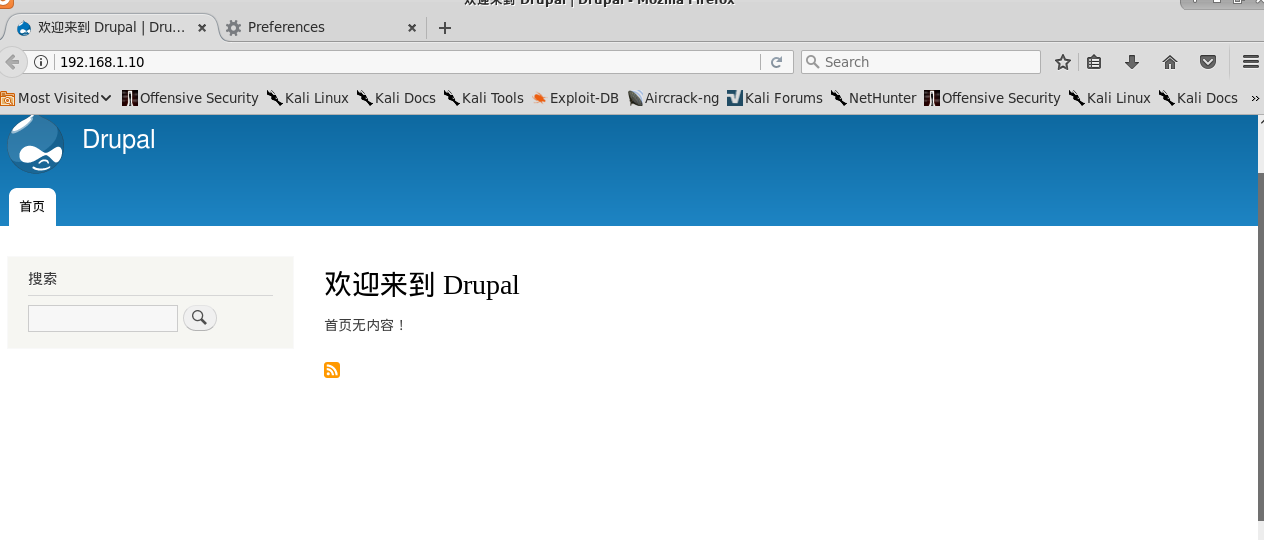 欢迎来到 Drupal | Drupal - Mozilla Firefox
欢迎来到 Drupal | Dru... Preferences
192.168.1.10 Search
Most Visited Offensive Security Kali Linux Kali Docs Kali Tools Exploit-DB Aircrack-ng Kali Forums NetHunter Offensive Security Kali Linux Kali Docs »
Drupal
首页
搜索
欢迎来到 Drupal
首页无内容！